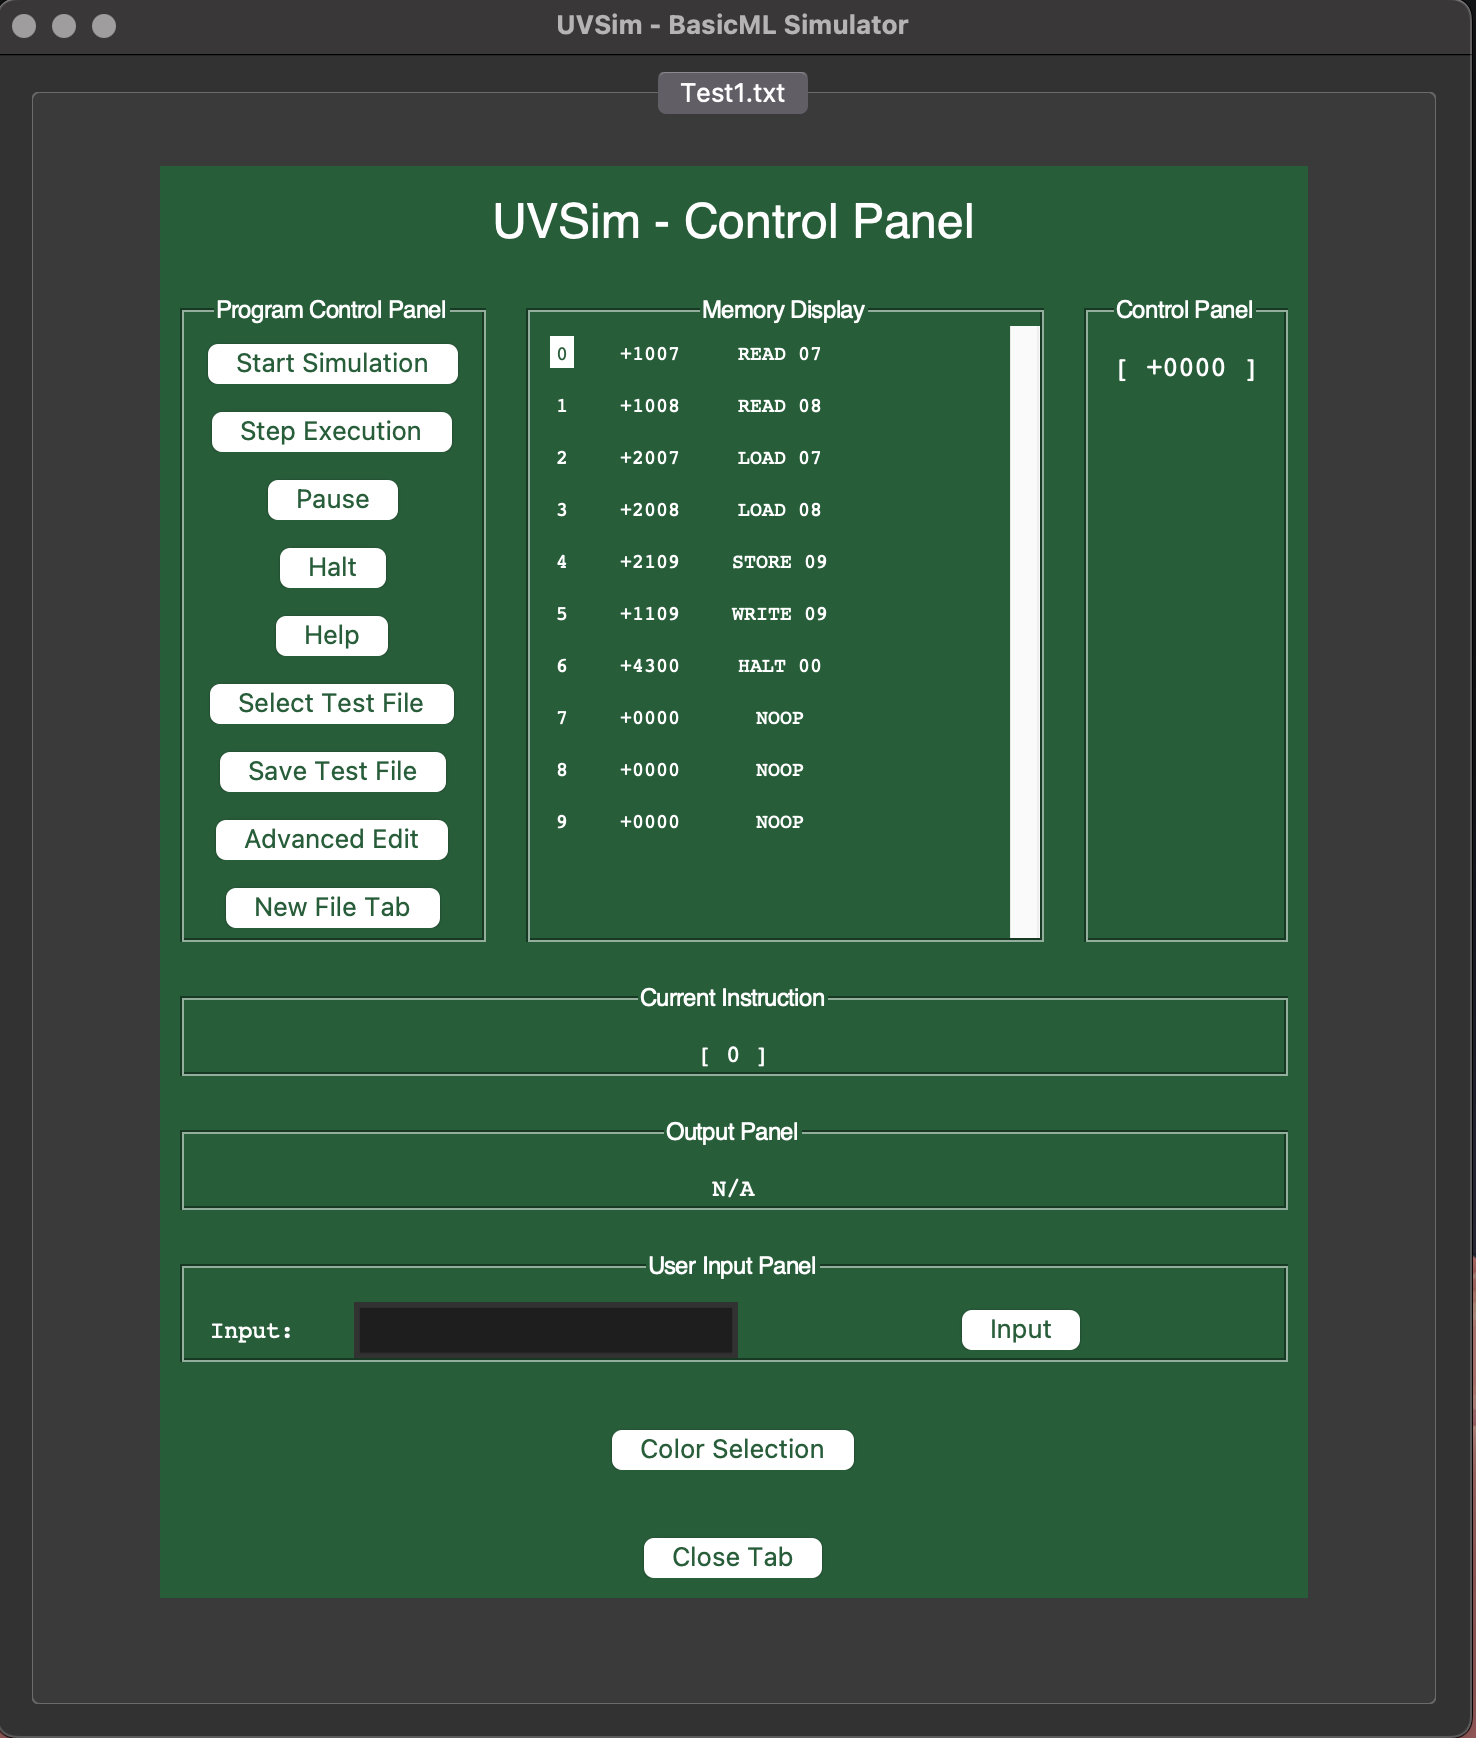 UVSim - BasicML Simulator
Test1.txt
UVSim - Control Panel
Program Control Panel
Start Simulation
Step Execution
Pause
Halt
Help
Select Test File
Save Test File
Advanced Edit
New File Tab
Memory Display
0 +1007 READ 07
1 +1008 READ 08
2 +2007 LOAD 07
3 +2008 LOAD 08
4 +2109 STORE 09
5 +1109 WRITE 09
6 +4300 HALT 00
7 +0000 NOOP
8 +0000 NOOP
9 +0000 NOOP
Control Panel
[ +0000 ]
Current Instruction
[ 0 ]
Output Panel
N/A
User Input Panel
Input: Input
Color Selection
Close Tab